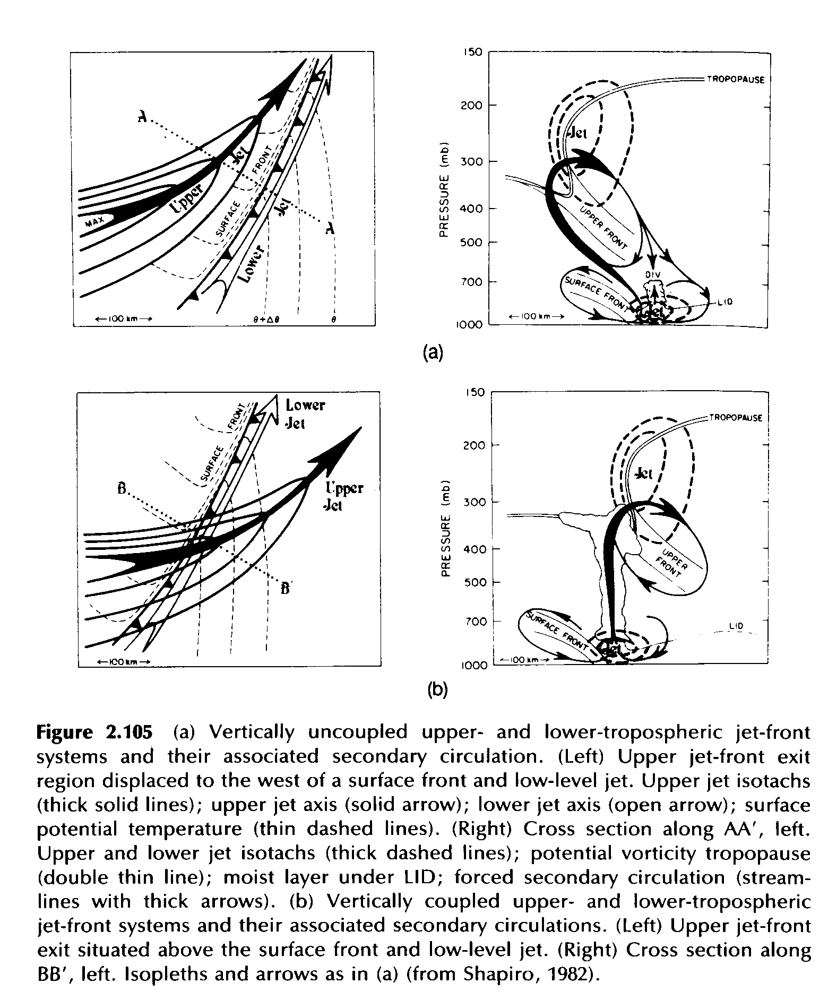 150
TROPOPAUSE
200
A
Jet
Jet
FRONT
300
PRESSURE (mb)
Upper
UPPER FRONT
400
MAX
SURFACE
Jet
A
500
Lower
DIV
700
SURFACE FRONT
LID
Jet
←100 km→
θ+Δθ
θ
←100 km→
1000
(a)
150
Lower
Jet
FRONT
TROPOPAUSE
200
SURFACE
Jet
B
Upper
Jet
300
PRESSURE (mb)
400
UPPER
FRONT
B'
500
700
SURFACE FRONT
LID
Jet
←100 km→
←100 km→
1000
(b)
Figure 2.105 (a) Vertically uncoupled upper- and lower-tropospheric jet-front
systems and their associated secondary circulation. (Left) Upper jet-front exit
region displaced to the west of a surface front and low-level jet. Upper jet isotachs
(thick solid lines); upper jet axis (solid arrow); lower jet axis (open arrow); surface
potential temperature (thin dashed lines). (Right) Cross section along AA', left.
Upper and lower jet isotachs (thick dashed lines); potential vorticity tropopause
(double thin line); moist layer under LID; forced secondary circulation (stream-
lines with thick arrows). (b) Vertically coupled upper- and lower-tropospheric
jet-front systems and their associated secondary circulations. (Left) Upper jet-front
exit situated above the surface front and low-level jet. (Right) Cross section along
BB', left. Isopleths and arrows as in (a) (from Shapiro, 1982).